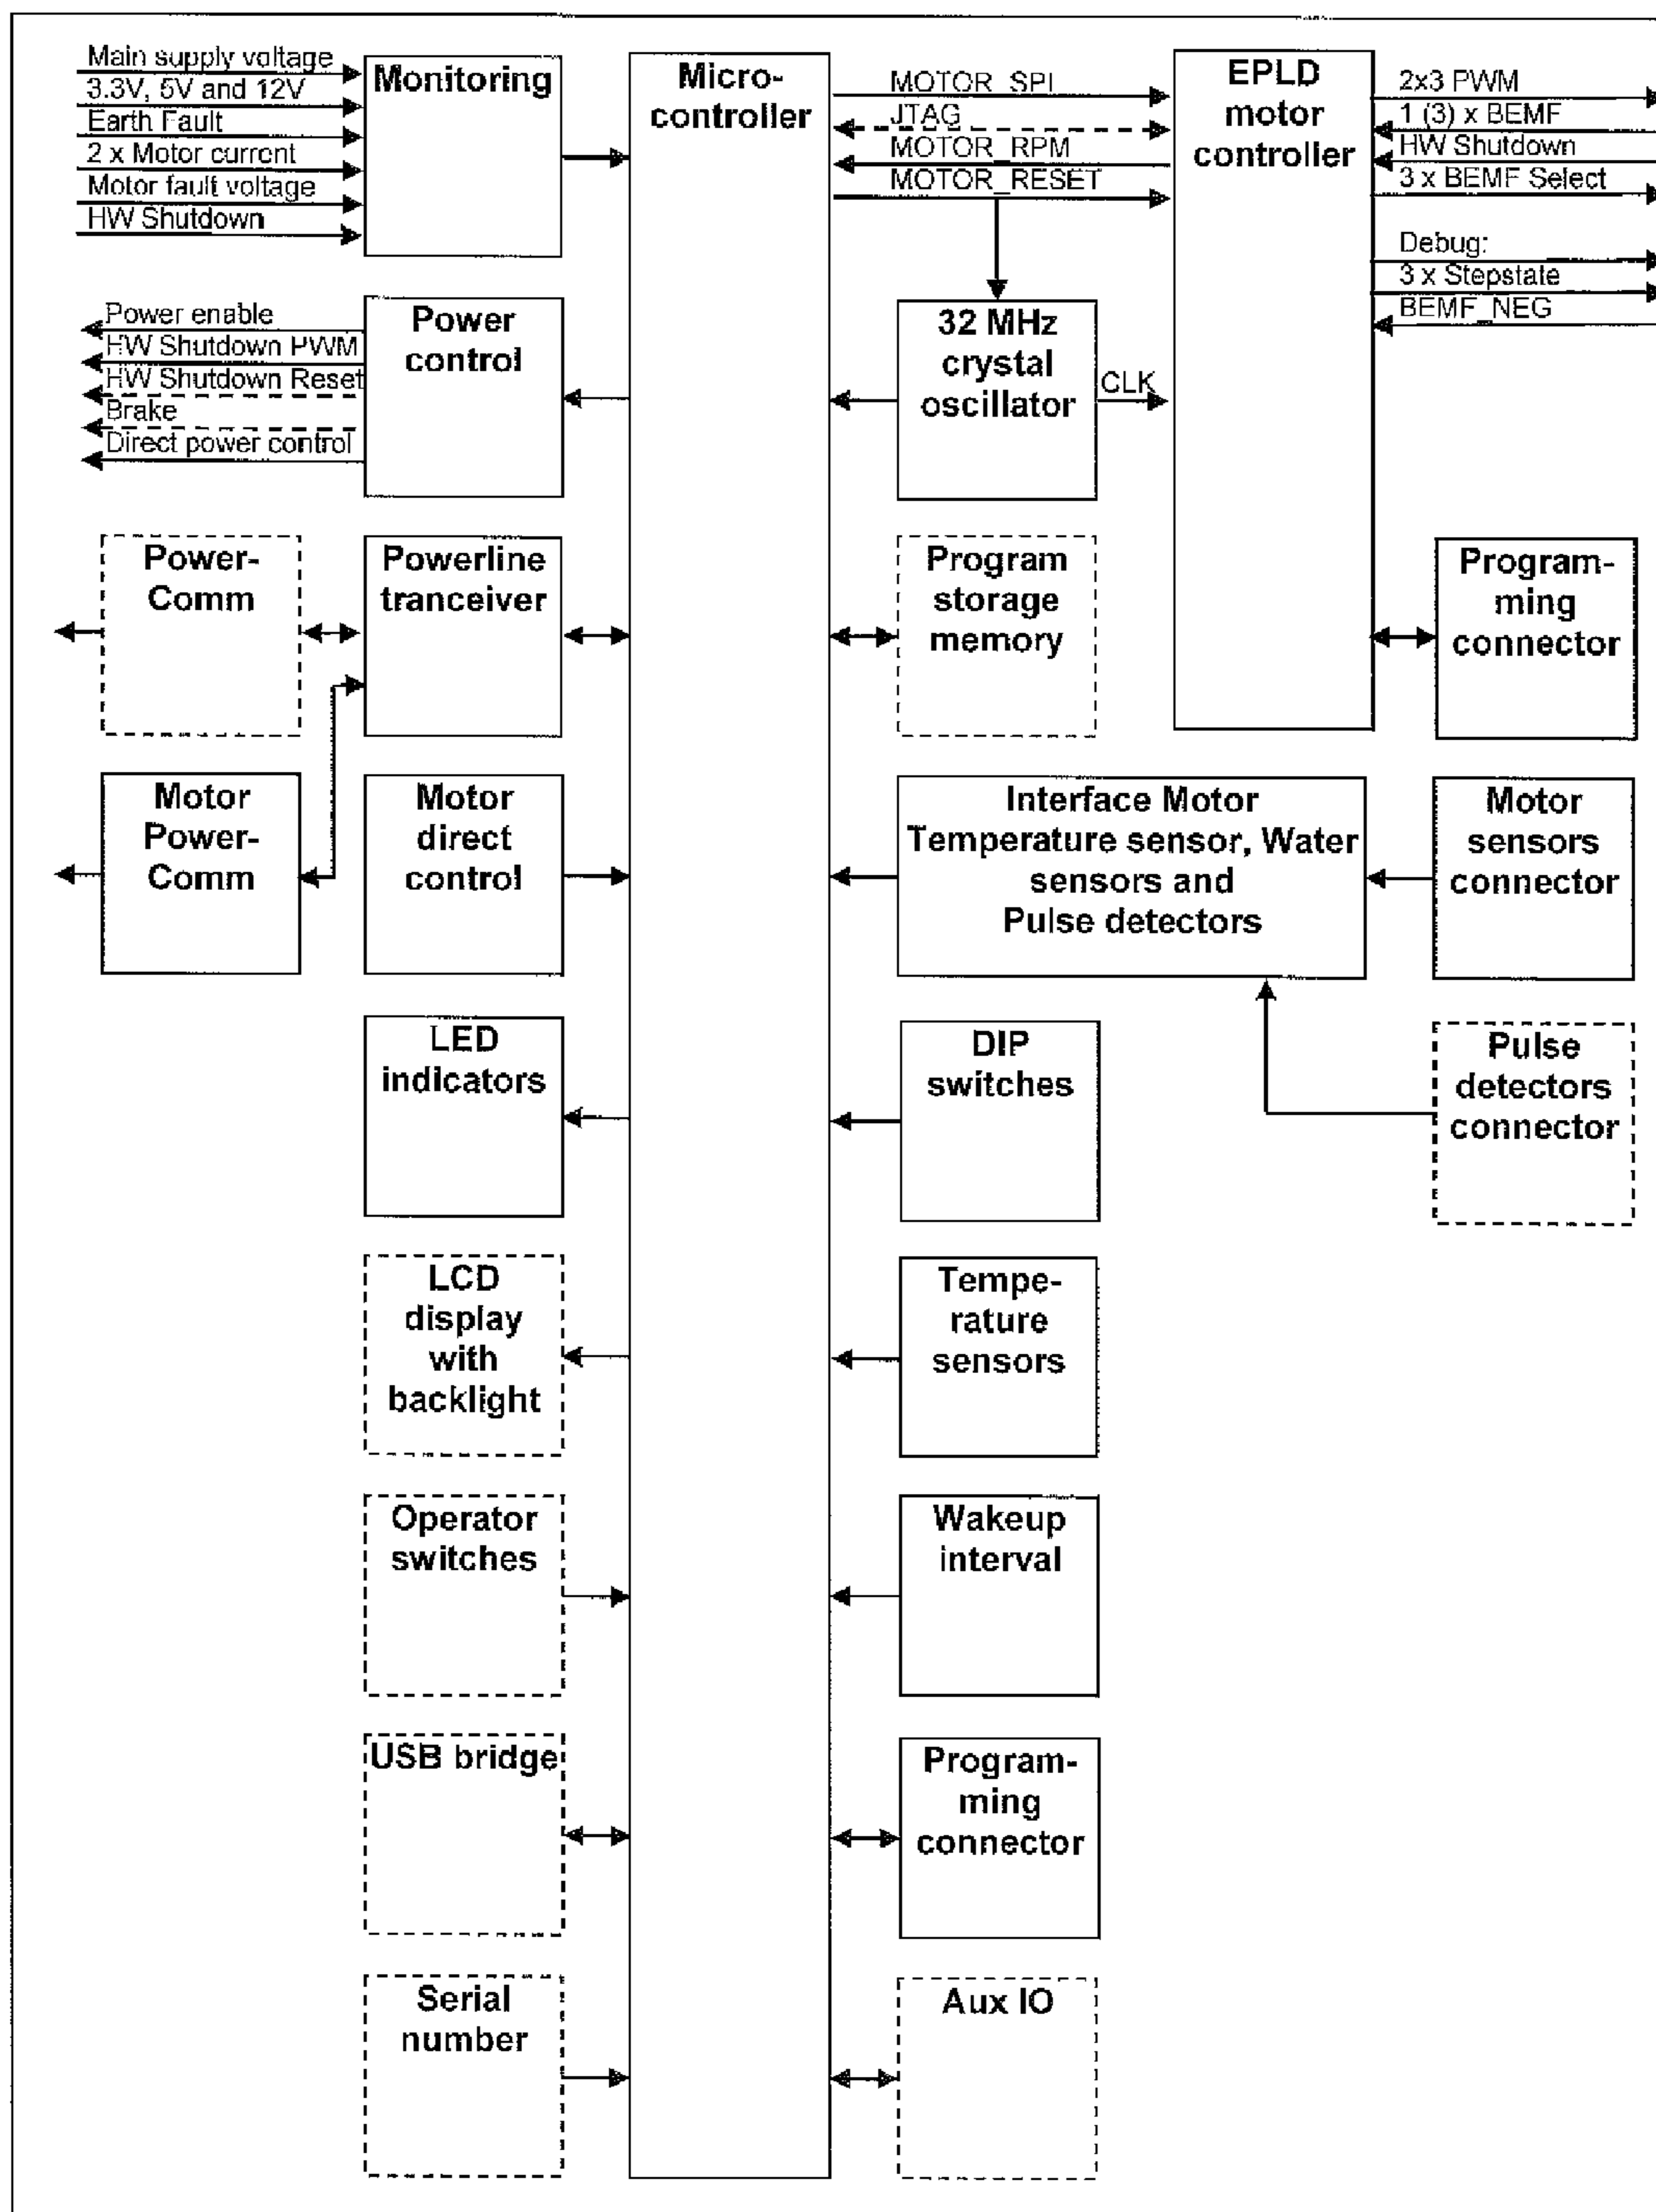 Main supply voltage
3.3V, 5V and 12V
Earth Fault
2 x Motor current
Motor fault voltage
HW Shutdown
Monitoring
Micro-
controller
MOTOR_SPI
JTAG
MOTOR_RPM
MOTOR_RESET
EPLD
motor
controller
2x3 PWM
1 (3) x BEMF
HW Shutdown
3 x BEMF Select
Debug:
3 x Stepstate
BEMF_NEG
Power enable
HW Shutdown PWM
HW Shutdown Reset
Brake
Direct power control
Power
control
32 MHz
crystal
oscillator
CLK
Power-
Comm
Powerline
tranceiver
Program
storage
memory
Program-
ming
connector
Motor
Power-
Comm
Motor
direct
control
Interface Motor
Temperature sensor, Water
sensors and
Pulse detectors
Motor
sensors
connector
LED
indicators
DIP
switches
Pulse
detectors
connector
LCD
display
with
backlight
Tempe-
rature
sensors
Operator
switches
Wakeup
interval
USB bridge
Program-
ming
connector
Serial
number
Aux IO